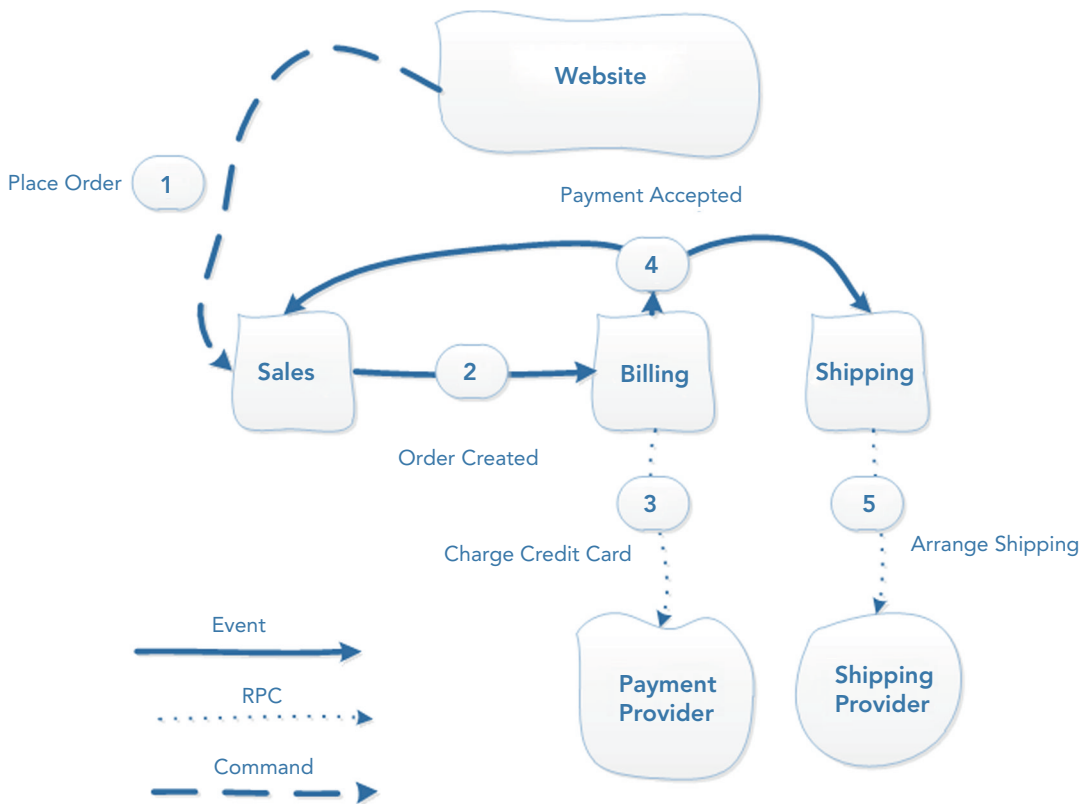 Website
Place Order
1
Payment Accepted
4
Sales
2
Billing
Shipping
Order Created
3
5
Charge Credit Card
Arrange Shipping
Event
RPC
Command
Payment
Provider
Shipping
Provider